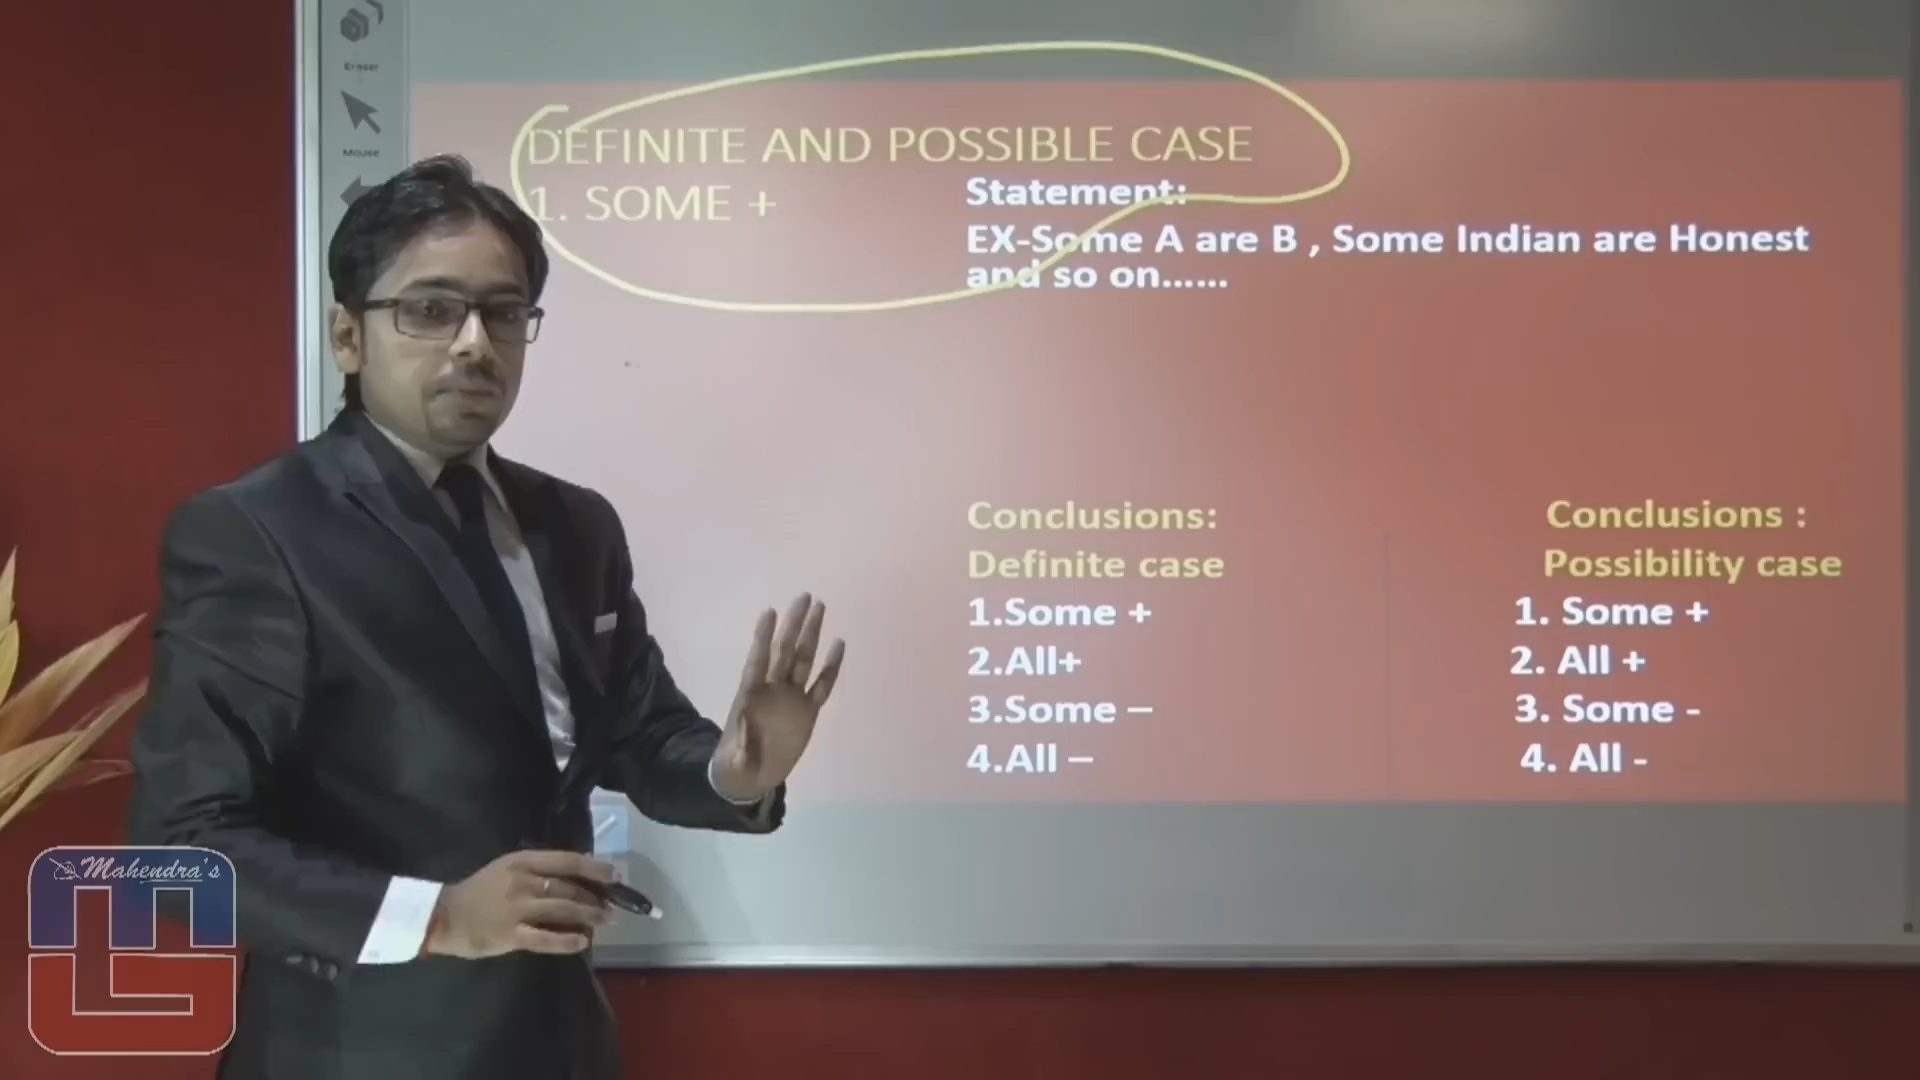 Eraser
Mouse
DEFINITE AND POSSIBLE CASE
1. SOME +
Statement:
EX-Some A are B , Some Indian are Honest
and so on......
Conclusions:
Definite case
1.Some +
2.All+
3.Some –
4.All –
Conclusions :
Possibility case
1. Some +
2. All +
3. Some -
4. All -
Mahendra's